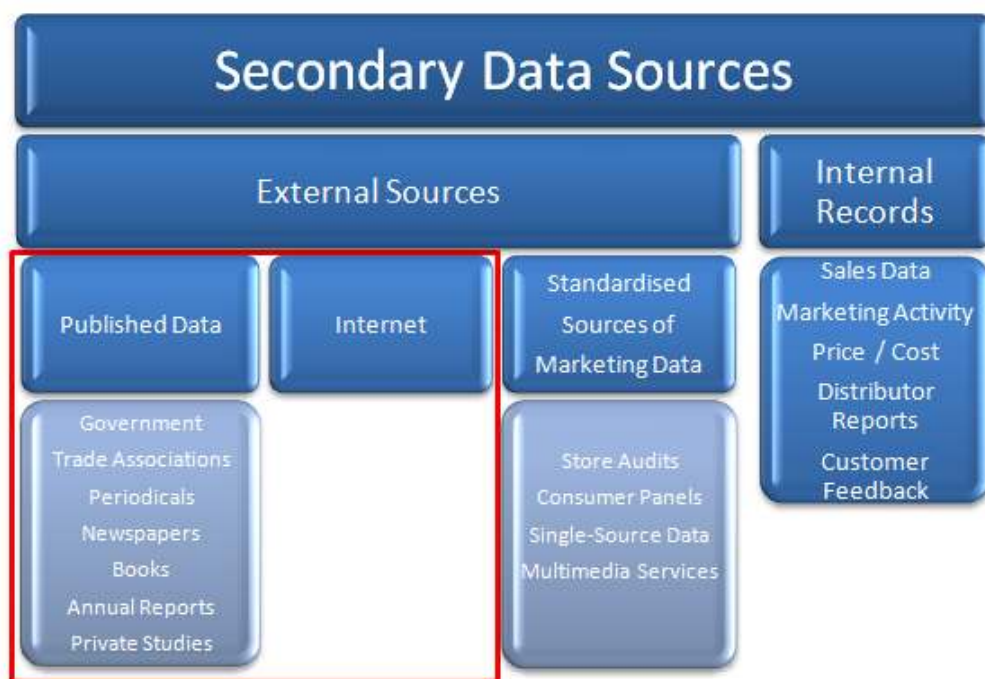 Secondary Data Sources
External Sources
Internal
Records
Published Data
Internet
Standardised
Sources of
Marketing Data
Sales Data
Marketing Activity
Price / Cost
Distributor
Reports
Customer
Feedback
Government
Trade Associations
Periodicals
Newspapers
Books
Annual Reports
Private Studies
Store Audits
Consumer Panels
Single-Source Data
Multimedia Services